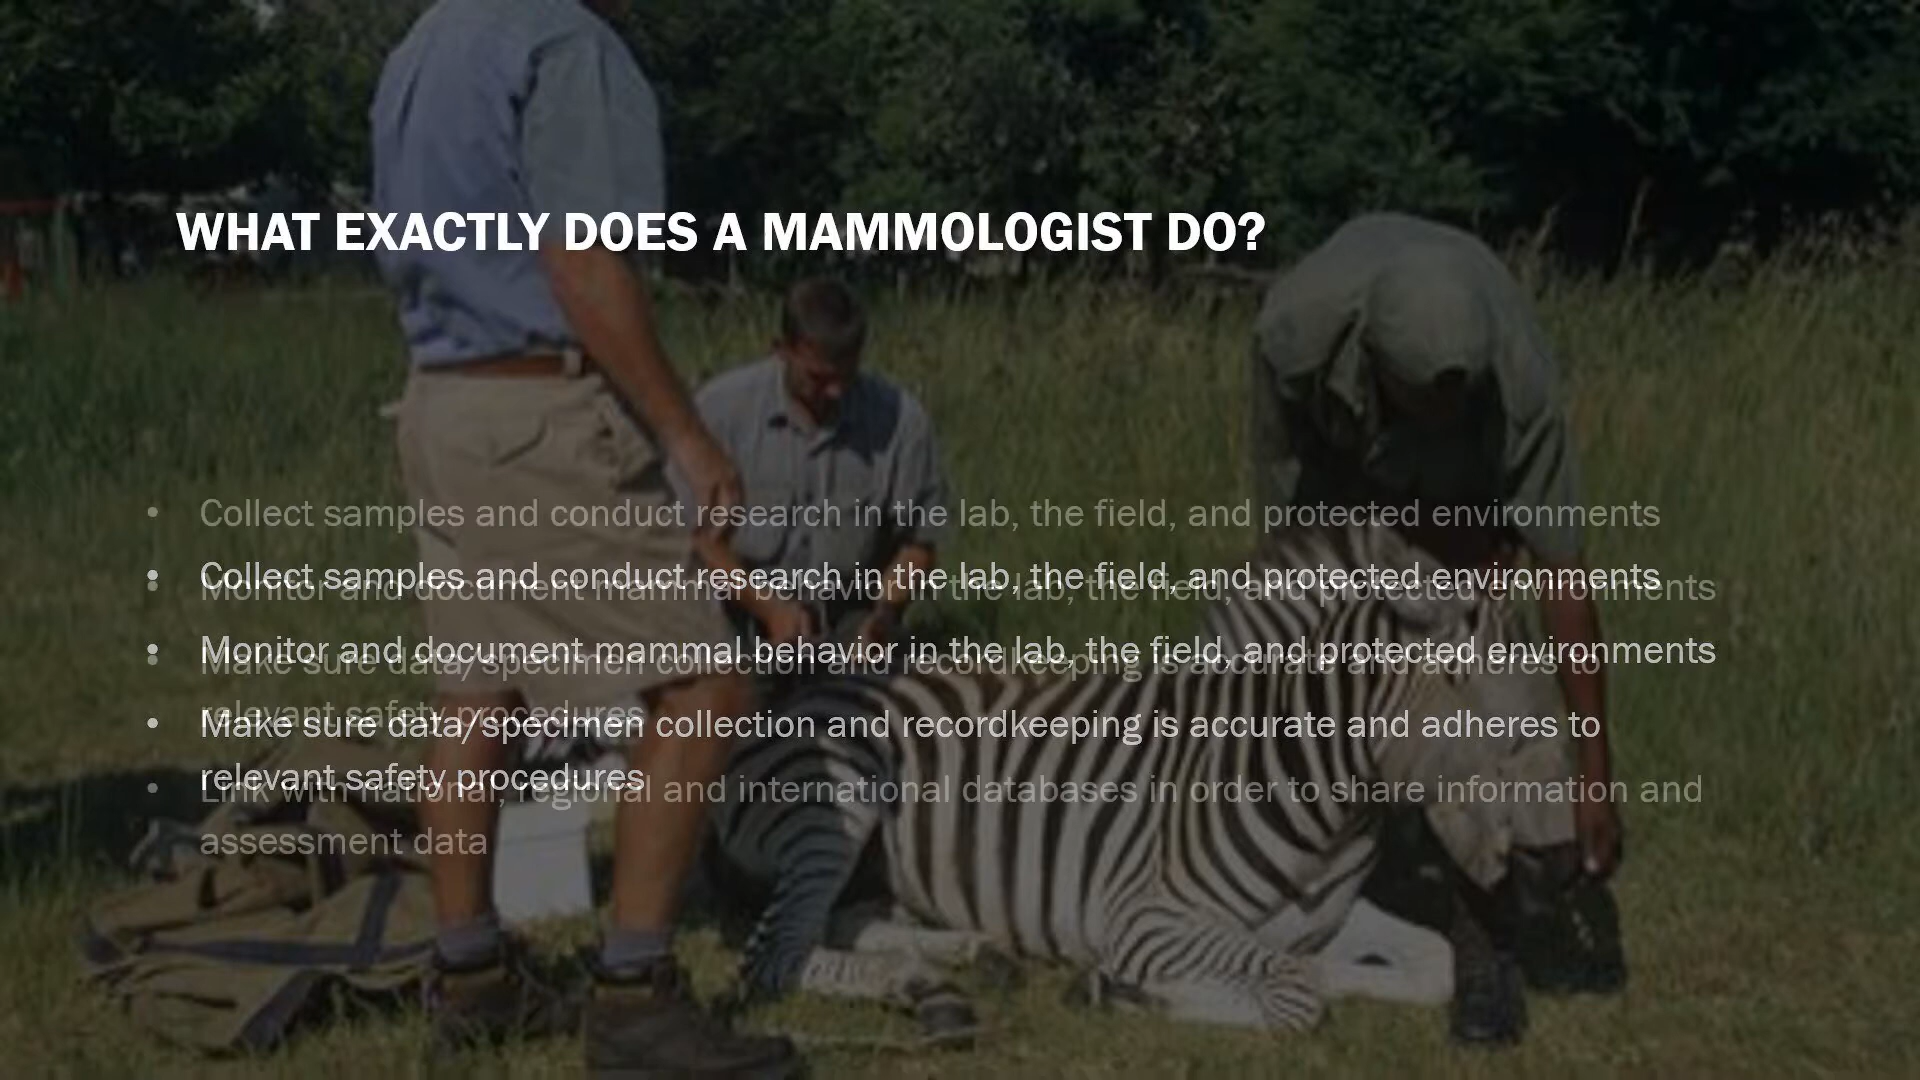 WHAT EXACTLY DOES A MAMMOLOGIST DO?
• Collect samples and conduct research in the lab, the field, and protected environments
• Collect samples and conduct research in the lab, the field, and protected environments
• Monitor and document mammal behavior in the lab, the field, and protected environments
• Monitor and document mammal behavior in the lab, the field, and protected environments
• Make sure data/specimen collection and recordkeeping is accurate and adheres to
relevant safety procedures
• Make sure data/specimen collection and recordkeeping is accurate and adheres to
relevant safety procedures
• Link with national, regional and international databases in order to share information and
assessment data